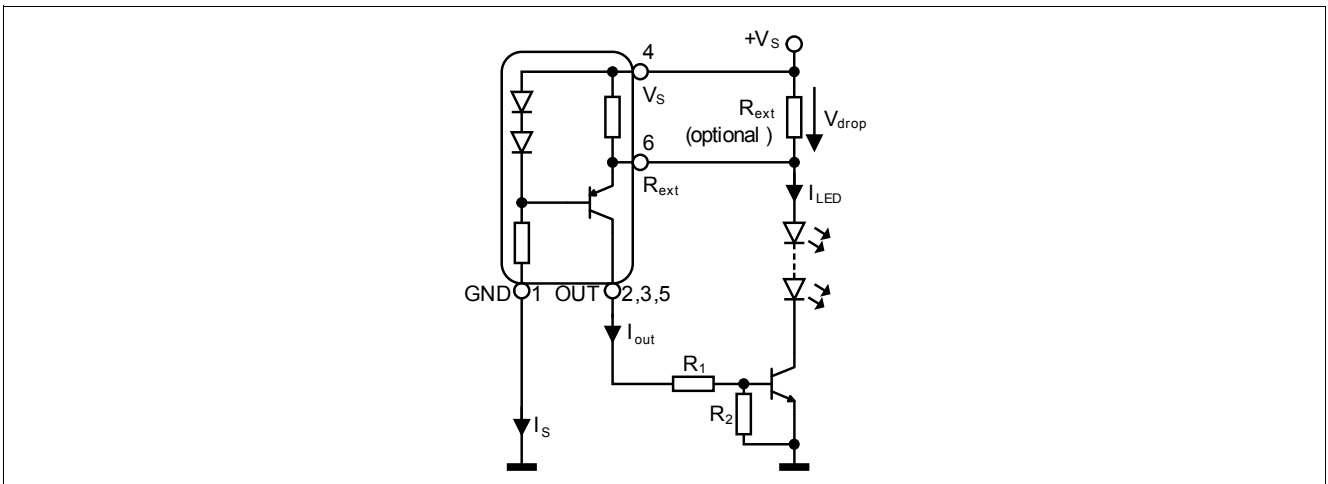 +VS
4
VS
Rext
(optional )
Vdrop
6
Rext
ILED
GND 1 OUT 2,3,5
Iout
R1
R2
IS